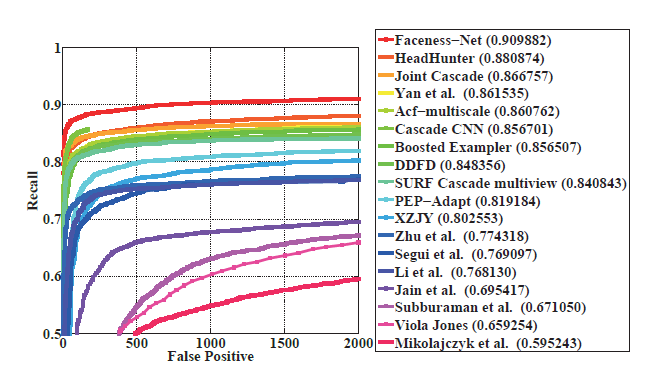 1
0.9
0.8
0.7
0.6
0.5
Recall
0 500 1000 1500 2000
False Positive
Faceness−Net (0.909882)
HeadHunter (0.880874)
Joint Cascade (0.866757)
Yan et al. (0.861535)
Acf−multiscale (0.860762)
Cascade CNN (0.856701)
Boosted Exampler (0.856507)
DDFD (0.848356)
SURF Cascade multiview (0.840843)
PEP−Adapt (0.819184)
XZJY (0.802553)
Zhu et al. (0.774318)
Segui et al. (0.769097)
Li et al. (0.768130)
Jain et al. (0.695417)
Subburaman et al. (0.671050)
Viola Jones (0.659254)
Mikolajczyk et al. (0.595243)